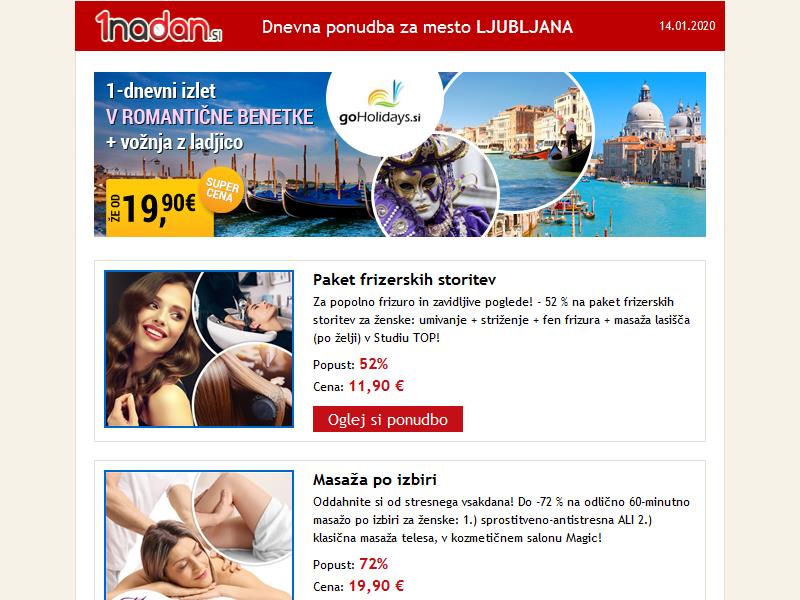 1nadan.si
Dnevna ponudba za mesto LJUBLJANA
14.01.2020
1-dnevni izlet
V ROMANTIČNE BENETKE
+ vožnja z ladjico
goHolidays.si
ŽE OD 19,90€
SUPER
CENA
Paket frizerskih storitev
Za popolno frizuro in zavidljive poglede! - 52 % na paket frizerskih
storitev za ženske: umivanje + striženje + fen frizura + masaža lasišča
(po želji) v Studiu TOP!
Popust: 52%
Cena: 11,90 €
Oglej si ponudbo
Masaža po izbiri
Oddahnite si od stresnega vsakdana! Do -72 % na odlično 60-minutno
masažo po izbiri za ženske: 1.) sprostitveno-antistresna ALI 2.)
klasična masaža telesa, v kozmetičnem salonu Magic!
Popust: 72%
Cena: 19,90 €